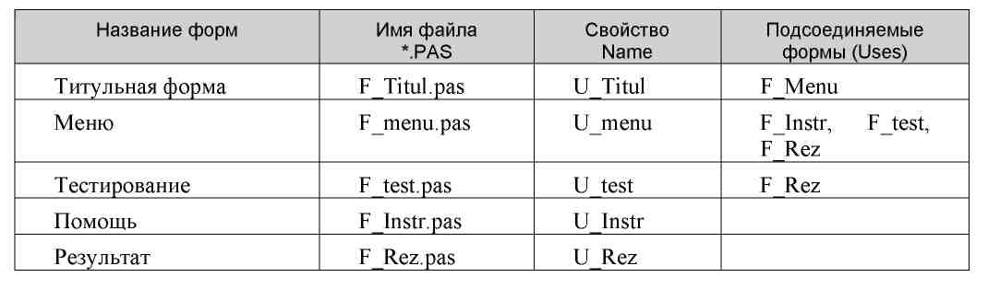 Название форм Имя файла Свойство Подсоединяемые
*.PAS Name формы (Uses)
Титульная форма F_Titul.pas U_Titul F_Menu
Меню F_menu.pas U_menu F_Instr, F_test,
F_Rez
Тестирование F_test.pas U_test F_Rez
Помощь F_Instr.pas U_Instr
Результат F_Rez.pas U_Rez